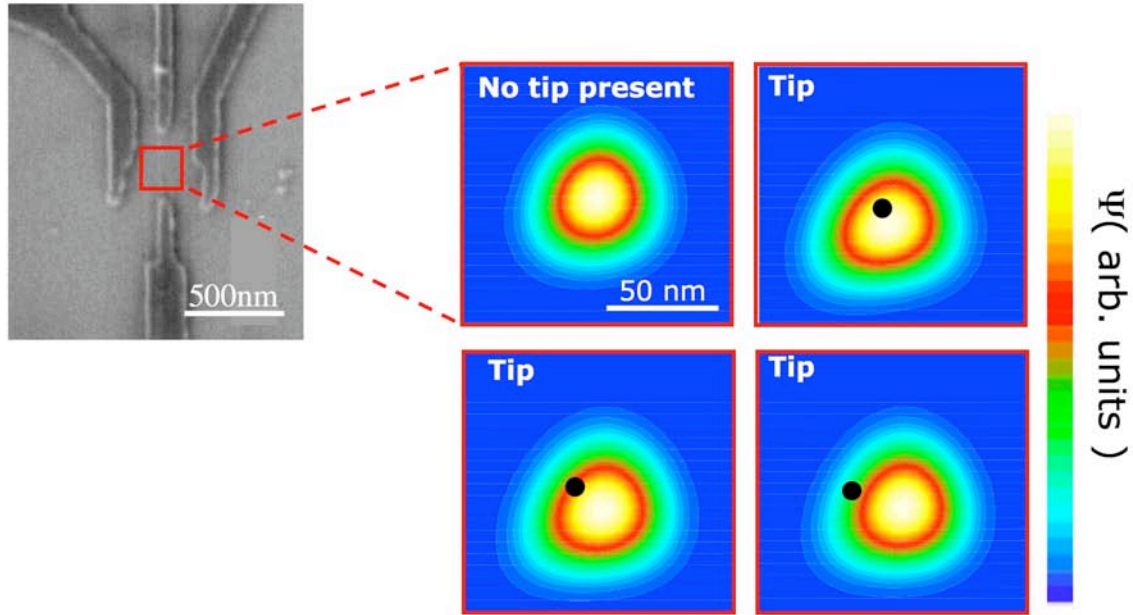 500nm
No tip present
50 nm
Tip
Tip
Tip
Ψ( arb. units )